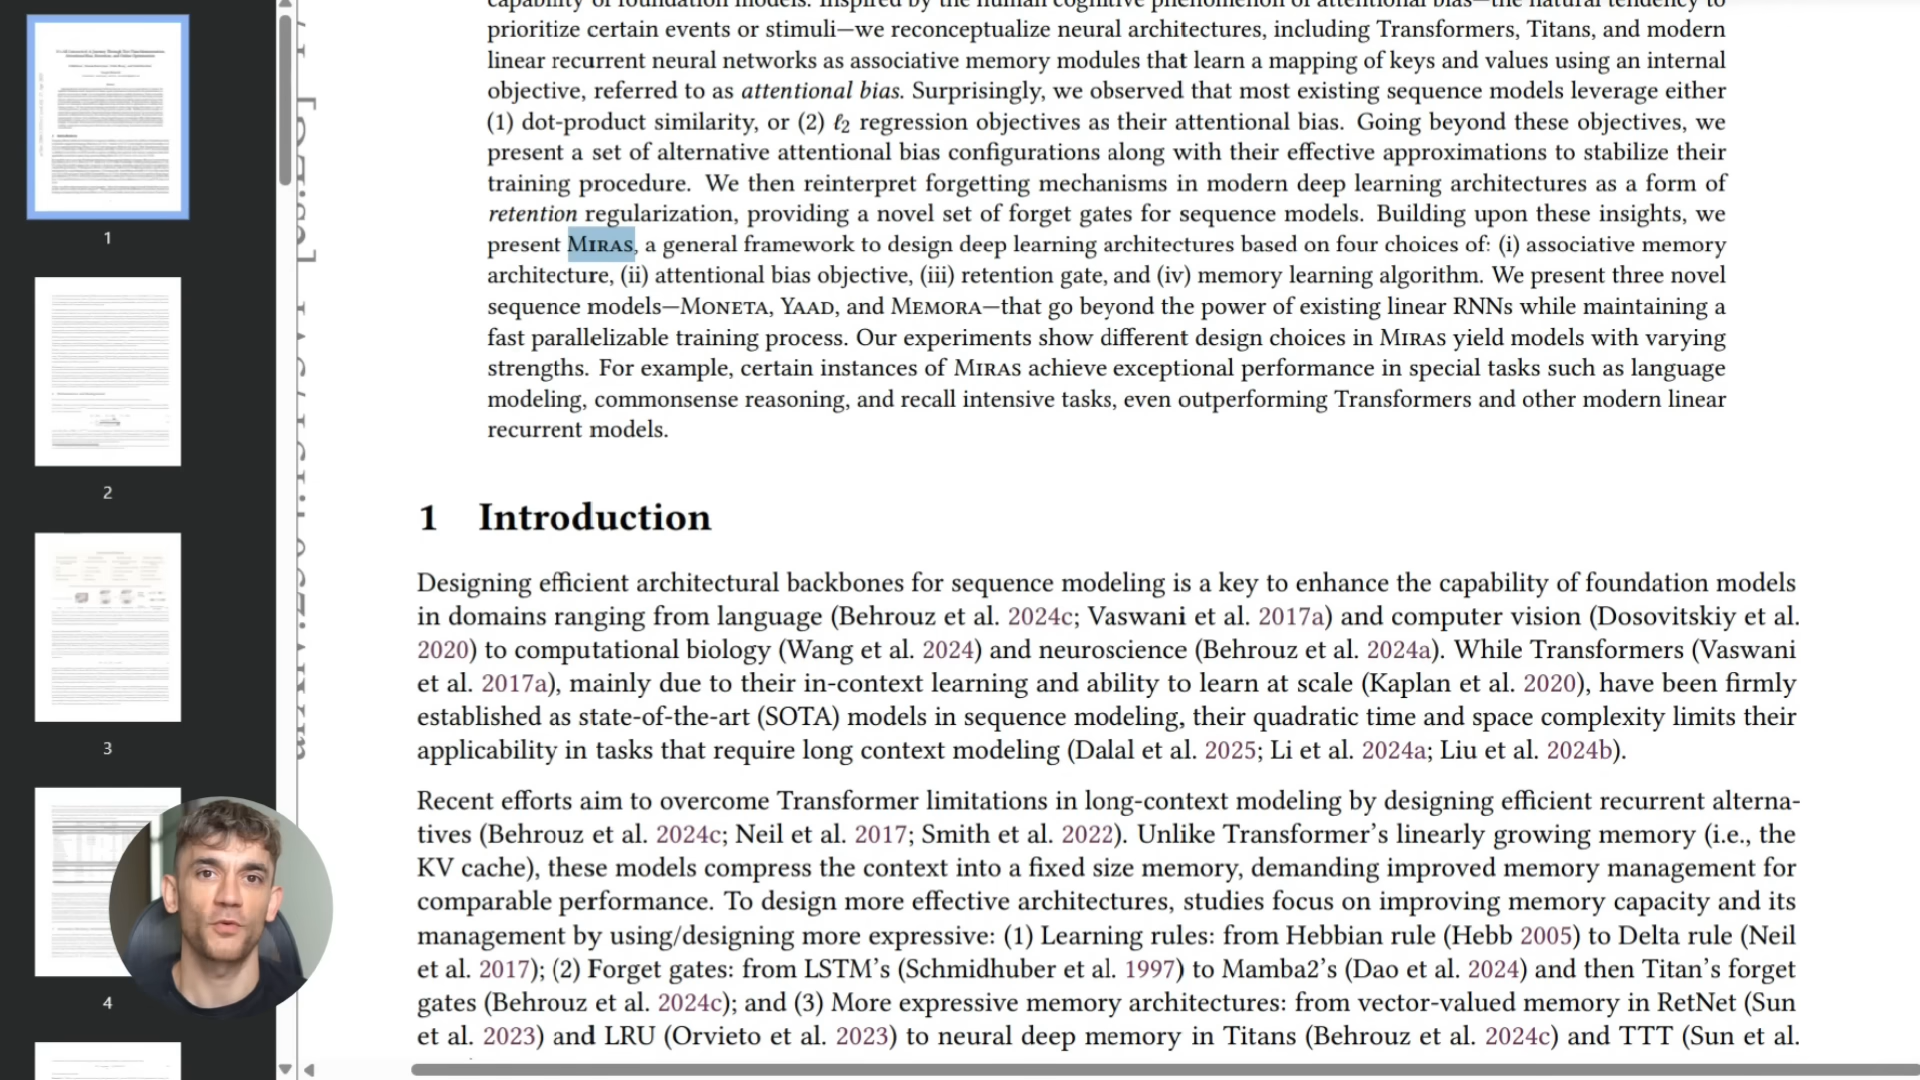 capability of foundation models. Inspired by the human cognitive phenomenon of attentional bias—the natural tendency to
prioritize certain events or stimuli—we reconceptualize neural architectures, including Transformers, Titans, and modern
linear recurrent neural networks as associative memory modules that learn a mapping of keys and values using an internal
objective, referred to as attentional bias. Surprisingly, we observed that most existing sequence models leverage either
(1) dot-product similarity, or (2) ℓ2 regression objectives as their attentional bias. Going beyond these objectives, we
present a set of alternative attentional bias configurations along with their effective approximations to stabilize their
training procedure. We then reinterpret forgetting mechanisms in modern deep learning architectures as a form of
retention regularization, providing a novel set of forget gates for sequence models. Building upon these insights, we
present MIRAS, a general framework to design deep learning architectures based on four choices of: (i) associative memory
architecture, (ii) attentional bias objective, (iii) retention gate, and (iv) memory learning algorithm. We present three novel
sequence models—MONETA, YAAD, and MEMORA—that go beyond the power of existing linear RNNs while maintaining a
fast parallelizable training process. Our experiments show different design choices in MIRAS yield models with varying
strengths. For example, certain instances of MIRAS achieve exceptional performance in special tasks such as language
modeling, commonsense reasoning, and recall intensive tasks, even outperforming Transformers and other modern linear
recurrent models.
1 Introduction
Designing efficient architectural backbones for sequence modeling is a key to enhance the capability of foundation models
in domains ranging from language (Behrouz et al. 2024c; Vaswani et al. 2017a) and computer vision (Dosovitskiy et al.
2020) to computational biology (Wang et al. 2024) and neuroscience (Behrouz et al. 2024a). While Transformers (Vaswani
et al. 2017a), mainly due to their in-context learning and ability to learn at scale (Kaplan et al. 2020), have been firmly
established as state-of-the-art (SOTA) models in sequence modeling, their quadratic time and space complexity limits their
applicability in tasks that require long context modeling (Dalal et al. 2025; Li et al. 2024a; Liu et al. 2024b).
Recent efforts aim to overcome Transformer limitations in long-context modeling by designing efficient recurrent alterna-
tives (Behrouz et al. 2024c; Neil et al. 2017; Smith et al. 2022). Unlike Transformer's linearly growing memory (i.e., the
KV cache), these models compress the context into a fixed size memory, demanding improved memory management for
comparable performance. To design more effective architectures, studies focus on improving memory capacity and its
management by using/designing more expressive: (1) Learning rules: from Hebbian rule (Hebb 2005) to Delta rule (Neil
et al. 2017); (2) Forget gates: from LSTM's (Schmidhuber et al. 1997) to Mamba2's (Dao et al. 2024) and then Titan's forget
gates (Behrouz et al. 2024c); and (3) More expressive memory architectures: from vector-valued memory in RetNet (Sun
et al. 2023) and LRU (Orvieto et al. 2023) to neural deep memory in Titans (Behrouz et al. 2024c) and TTT (Sun et al.
1
2
3
4